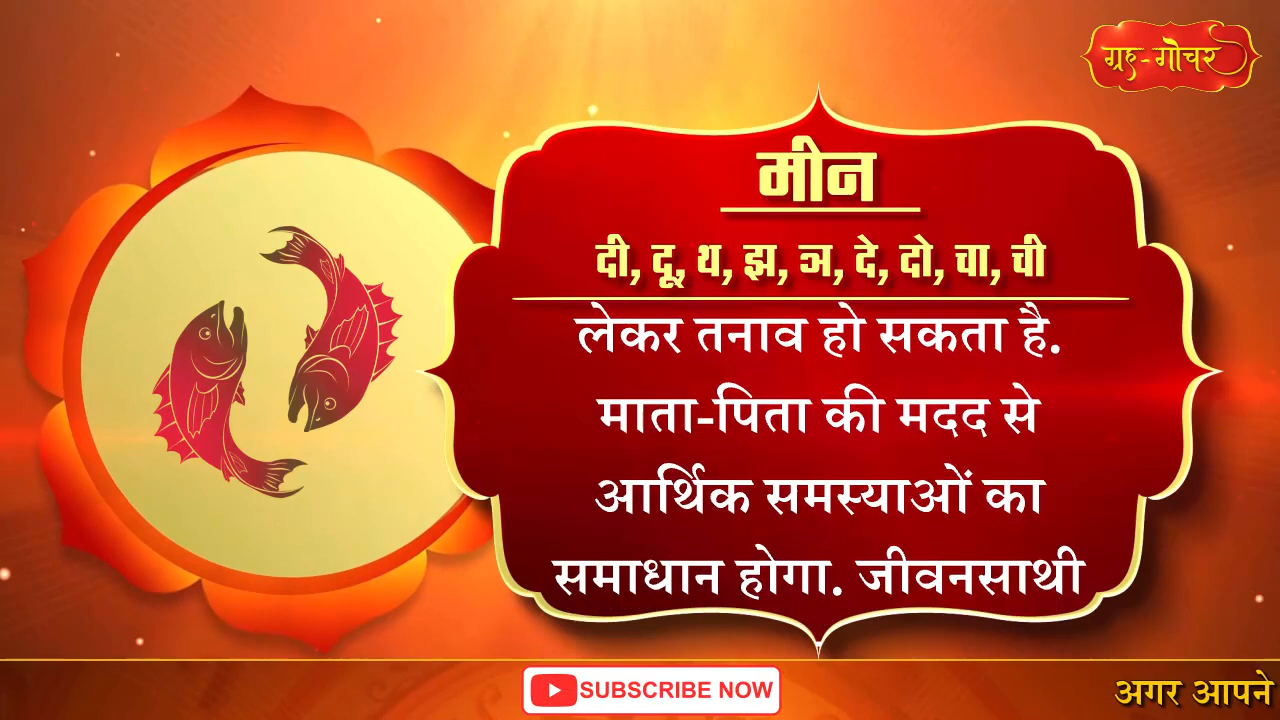 ग्रह-गोचर
मीन
दी, दू, थ, झ, ञ, दे, दो, चा, ची
लेकर तनाव हो सकता है.
माता-पिता की मदद से
आर्थिक समस्याओं का
समाधान होगा. जीवनसाथी
SUBSCRIBE NOW
अगर आपने